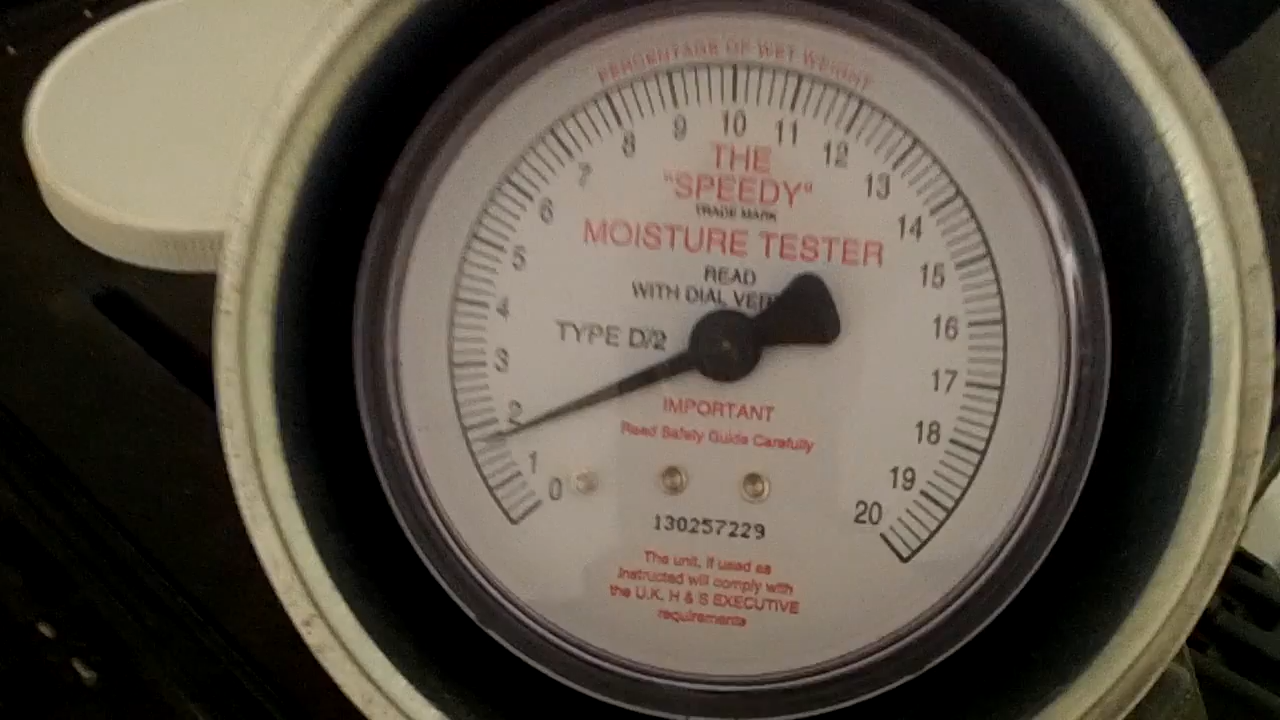 PERCENTAGE OF WET WEIGHT
0 1 2 3 4 5 6 7 8 9 10 11 12 13 14 15 16 17 18 19 20
THE
"SPEEDY"
TRADE MARK
MOISTURE TESTER
READ
WITH DIAL VERT
TYPE D/2
IMPORTANT
Read Safety Guide Carefully
130257229
The unit, if used as
instructed will comply with
the U.K. H & S EXECUTIVE
requirements